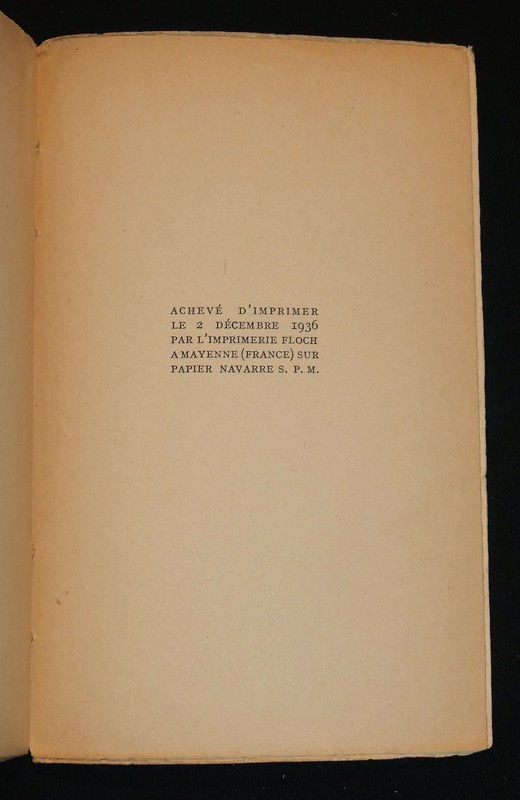 ACHEVÉ D'IMPRIMER
LE 2 DÉCEMBRE 1936
PAR L'IMPRIMERIE FLOCH
A MAYENNE (FRANCE) SUR
PAPIER NAVARRE S. P. M.